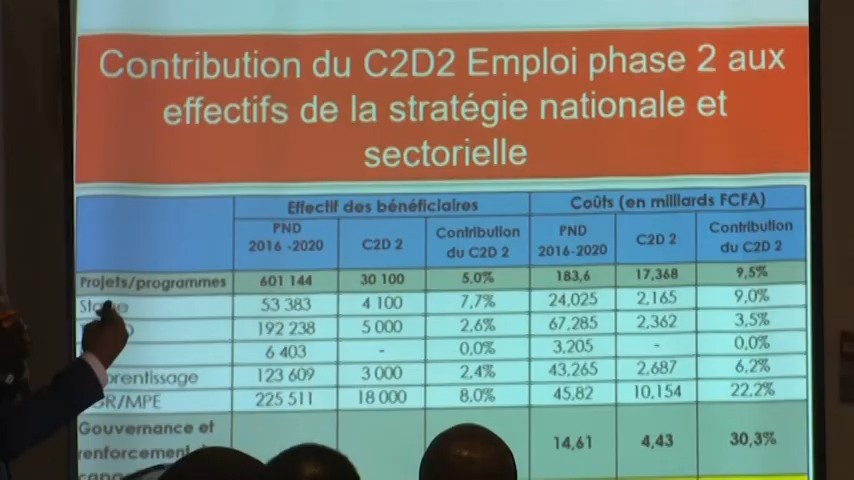 Contribution du C2D2 Emploi phase 2 aux
effectifs de la stratégie nationale et
sectorielle
Effectif des bénéficiaires Coûts (en milliards FCFA)
PND 2016 -2020 C2D 2 Contribution du C2D 2 PND 2016-2020 C2D 2 Contribution du C2D 2
Projets/programmes 601 144 30 100 5,0% 183,6 17,368 9,5%
53 383 4 100 7,7% 24,025 2,165 9,0%
192 238 5 000 2,6% 67,285 2,362 3,5%
6 403 - 0,0% 3,205 - 0,0%
123 609 3 000 2,4% 43,265 2,687 6,2%
225 511 18 000 8,0% 45,82 10,154 22,2%
Gouvernance et
renforcement 14,61 4,43 30,3%